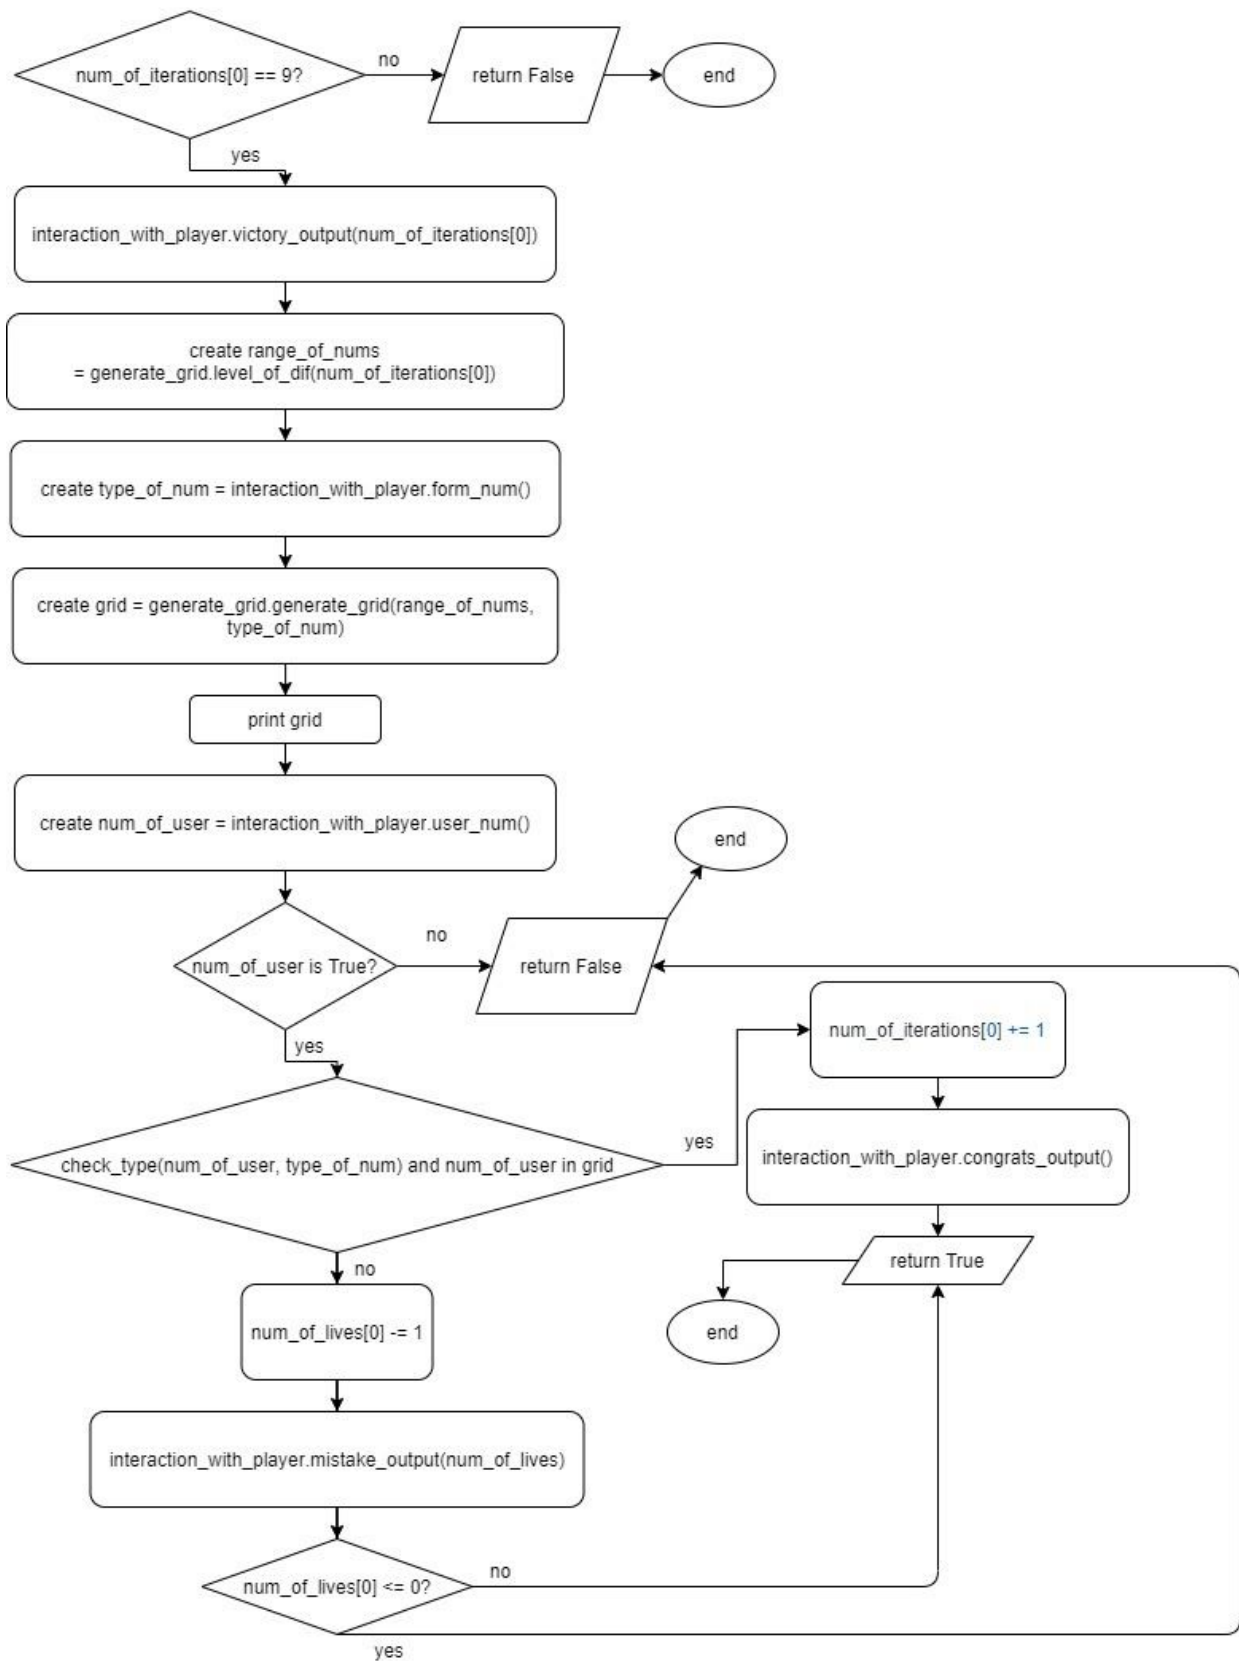 num_of_iterations[0] == 9?
no
return False
end
yes
interaction_with_player.victory_output(num_of_iterations[0])
create range_of_nums
= generate_grid.level_of_dif(num_of_iterations[0])
create type_of_num = interaction_with_player.form_num()
create grid = generate_grid.generate_grid(range_of_nums,
type_of_num)
print grid
create num_of_user = interaction_with_player.user_num()
end
num_of_user is True?
no
return False
yes
num_of_iterations[0] += 1
check_type(num_of_user, type_of_num) and num_of_user in grid
yes
interaction_with_player.congrats_output()
no
return True
end
num_of_lives[0] -= 1
interaction_with_player.mistake_output(num_of_lives)
num_of_lives[0] <= 0?
no
yes